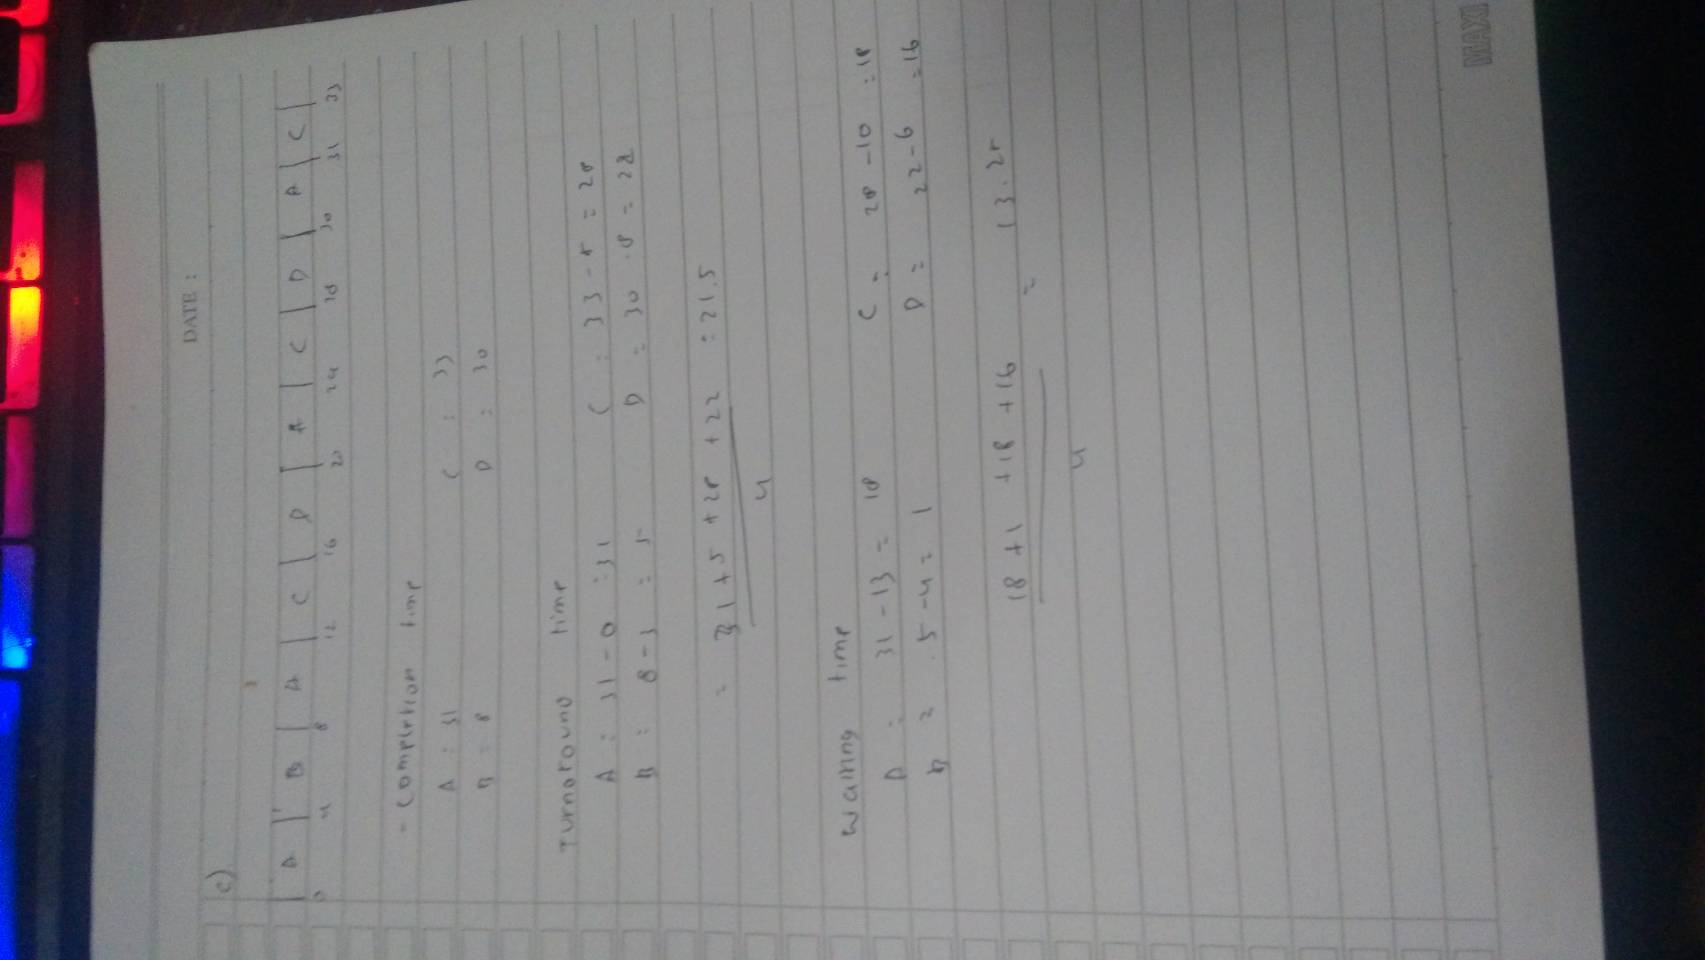 DATE :
c)
| A | B | A | C | D | A | C | D | A | C |
0 4 8 12 16 20 24 28 30 31 33
- Completion time
A : 31 C : 33
B : 8 D : 30
Turnaround time
A : 31 - 0 : 31 C : 33 - 5 = 28
B : 8 - 3 : 5 D : 30 - 8 = 22
= 31 + 5 + 28 + 22 : 21.5
4
Waiting time
A : 31 - 13 = 18 C : 28 - 10 : 18
B = 5 - 4 = 1 D = 22 - 6 = 16
18 + 1 + 18 + 16 = 13.25
4
MAXI